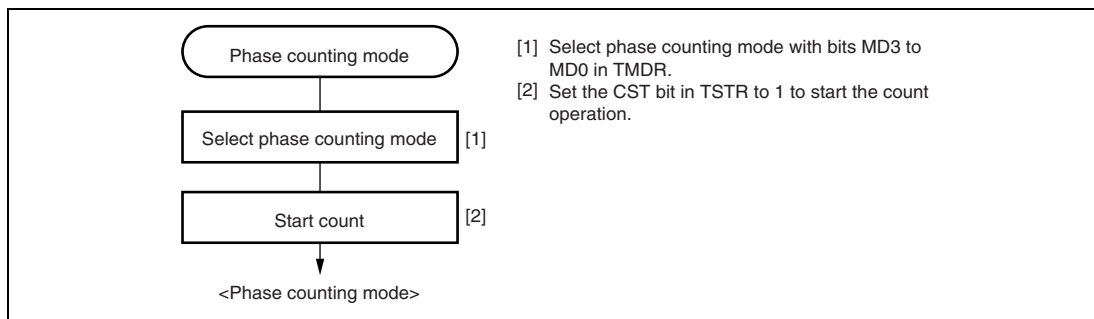 Phase counting mode
Select phase counting mode
[1]
Start count
[2]
<Phase counting mode>
[1] Select phase counting mode with bits MD3 to
MD0 in TMDR.
[2] Set the CST bit in TSTR to 1 to start the count
operation.